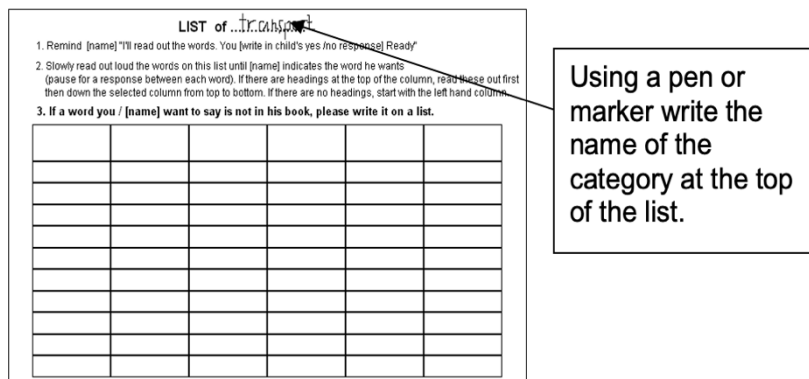 LIST of ...transport
1. Remind [name] "I'll read out the words. You [write in child's yes /no response] Ready"
2. Slowly read out loud the words on this list until [name] indicates the word he wants
(pause for a response between each word). If there are headings at the top of the column, read these out first
then down the selected column from top to bottom. If there are no headings, start with the left hand column.
3. If a word you / [name] want to say is not in his book, please write it on a list.
Using a pen or
marker write the
name of the
category at the top
of the list.